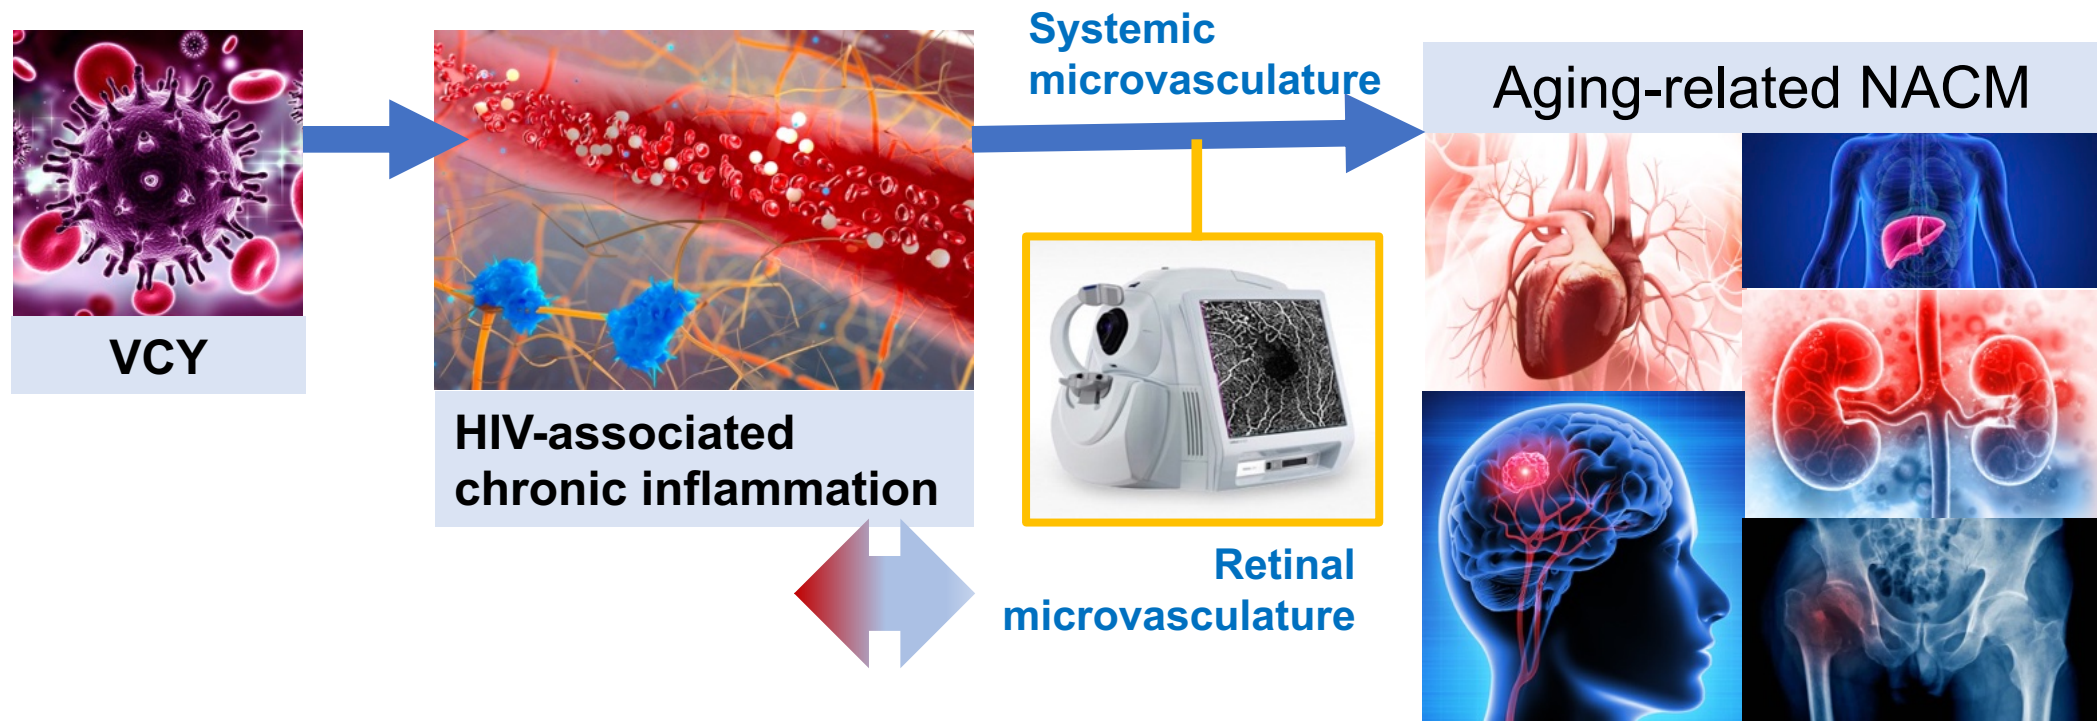 VCY
HIV-associated
chronic inflammation
Systemic
microvasculature
Retinal
microvasculature
Aging-related NACM